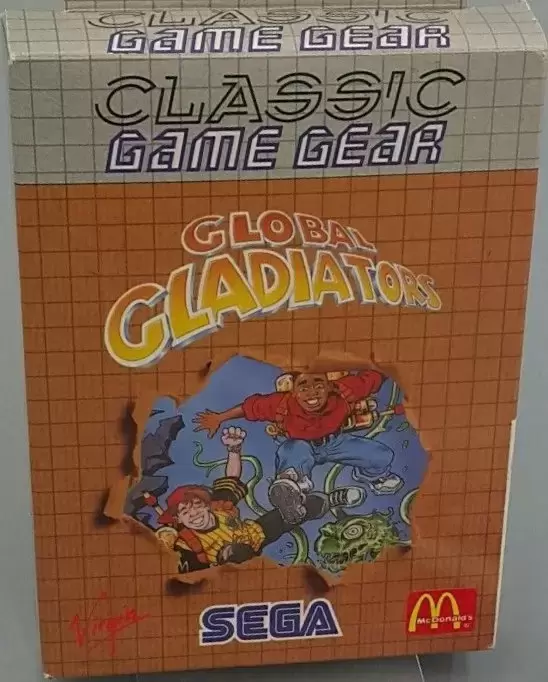 CLASSIC
GAME GEAR
CLASSIC
GAME GEAR
GLOBAL
GLADIATORS
Virgin
SEGA
McDonald's